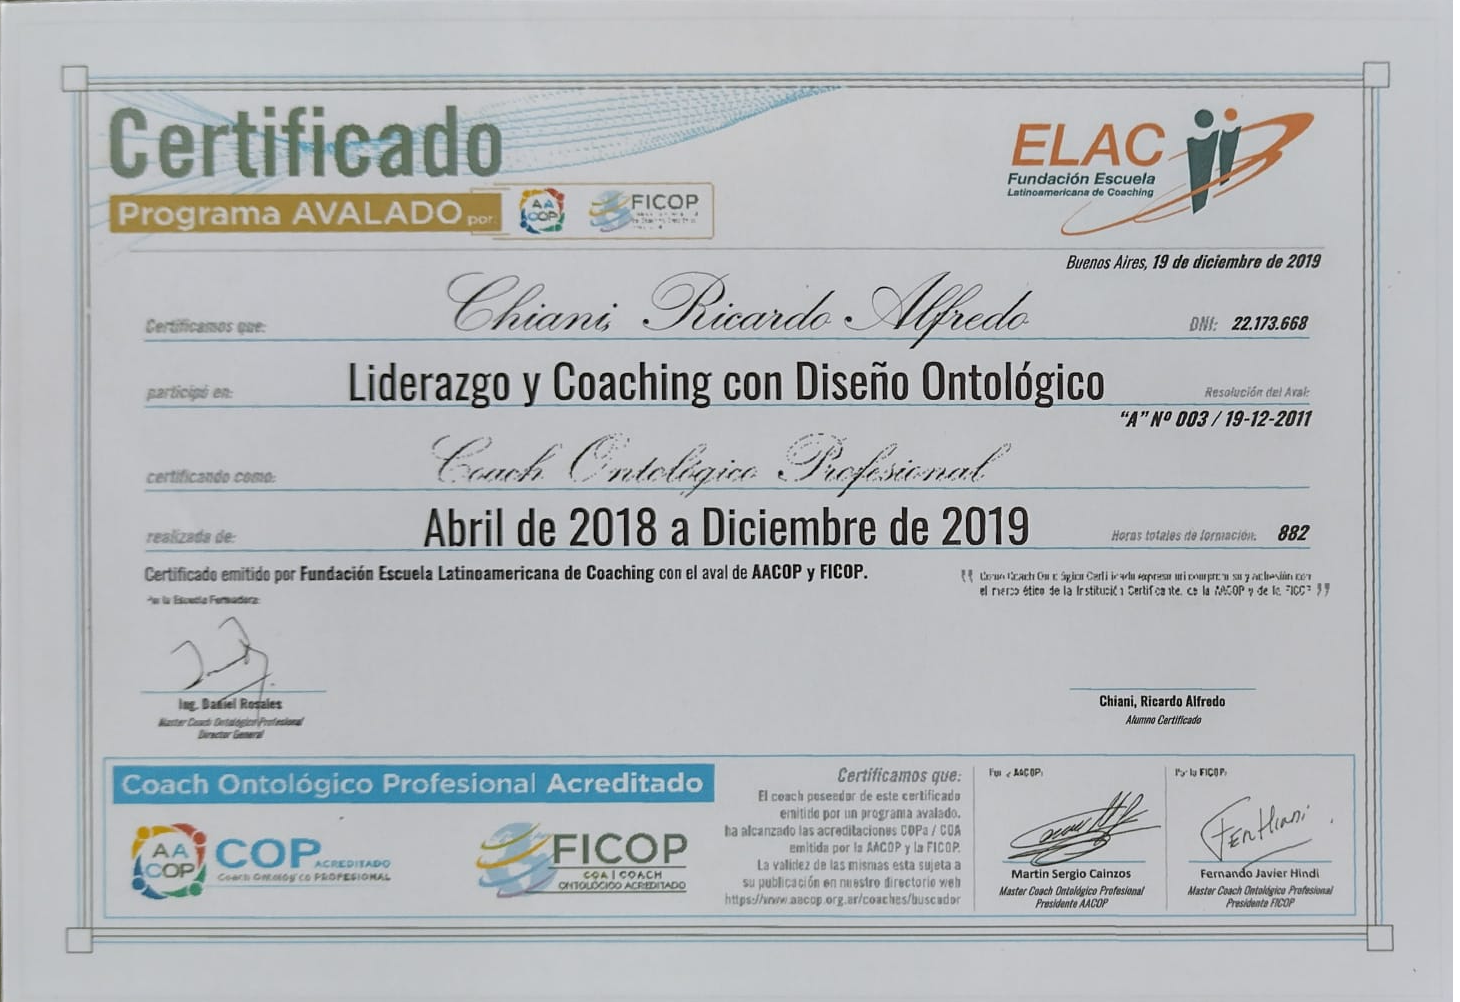 Certificado
Programa AVALADO por:
AA COP
FICOP
ELAC
Fundación Escuela
Latinoamericana de Coaching
Buenos Aires, 19 de diciembre de 2019
Certificamos que: Chiani, Ricardo Alfredo DNI: 22.173.668
participó en: Liderazgo y Coaching con Diseño Ontológico Resolución del Aval:
"A" Nº 003 / 19-12-2011
certificando como: Coach Ontológico Profesional
realizada de: Abril de 2018 a Diciembre de 2019 Horas totales de formación: 882
Certificado emitido por Fundación Escuela Latinoamericana de Coaching con el aval de AACOP y FICOP.
Por la Escuela Formadora:
" Como Coach Ontológico Certificado expreso mi compromiso y adhesión con
el marco ético de la Institución Certificante, de la AACOP y de la FICOP "
Ing. Daniel Rosales
Master Coach Ontológico Profesional
Director General
Chiani, Ricardo Alfredo
Alumno Certificado
Coach Ontológico Profesional Acreditado
AA COP
COP ACREDITADO
Coach Ontológico PROFESIONAL
FICOP
COA | COACH
ONTOLÓGICO ACREDITADO
Certificamos que:
El coach poseedor de este certificado
emitido por un programa avalado,
ha alcanzado las acreditaciones COPa / COA
emitida por la AACOP y la FICOP.
La validez de las mismas esta sujeta a
su publicación en nuestro directorio web
https://www.aacop.org.ar/coaches/buscador
Por la AACOP:
Martin Sergio Cainzos
Master Coach Ontológico Profesional
Presidente AACOP
Por la FICOP:
Fernando Javier Hindi
Master Coach Ontológico Profesional
Presidente FICOP